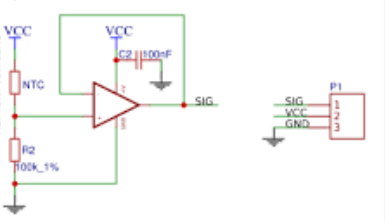 VCC
VCC
C2
100nF
NTC
SIG
R2
100k_1%
P1
SIG
1
VCC
2
GND
3